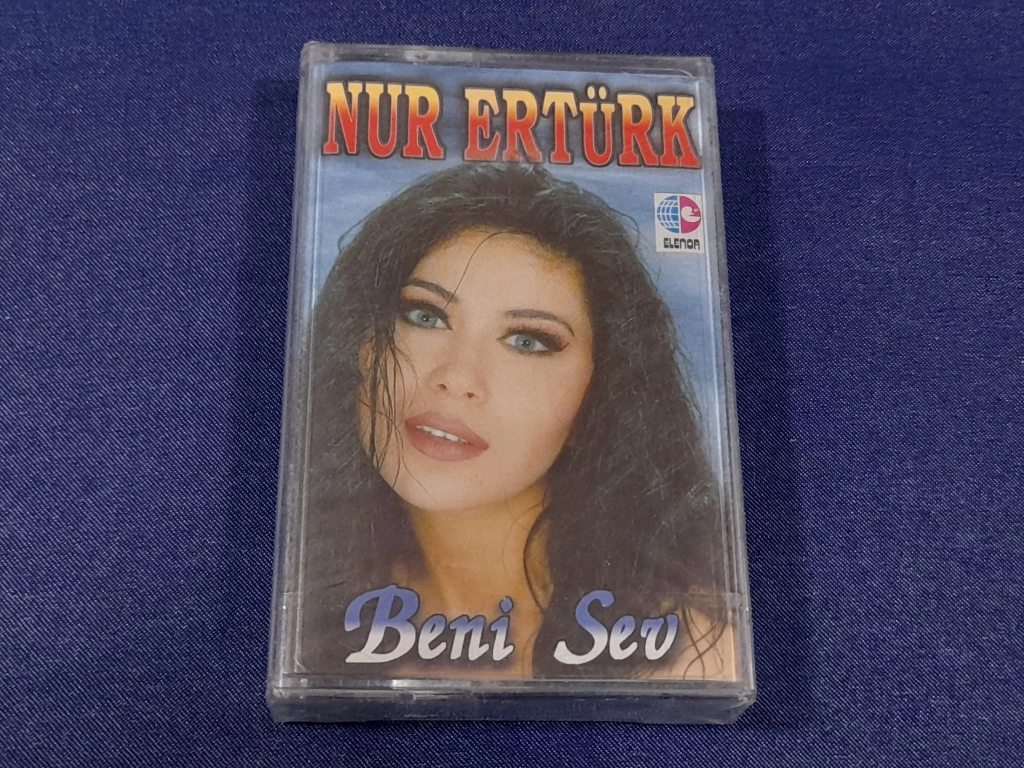 NUR ERTÜRK
ELENOR
Beni Sev